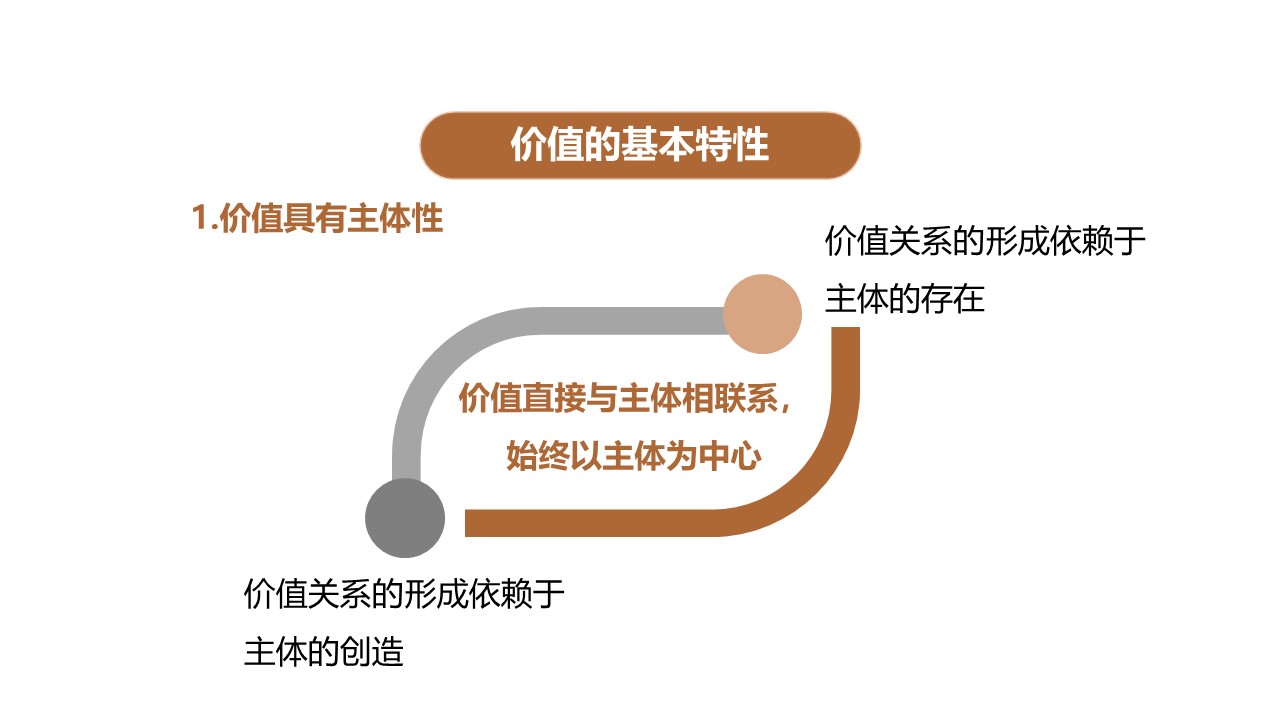 价值的基本特性
1.价值具有主体性
价值关系的形成依赖于
主体的存在
价值直接与主体相联系，
始终以主体为中心
价值关系的形成依赖于
主体的创造